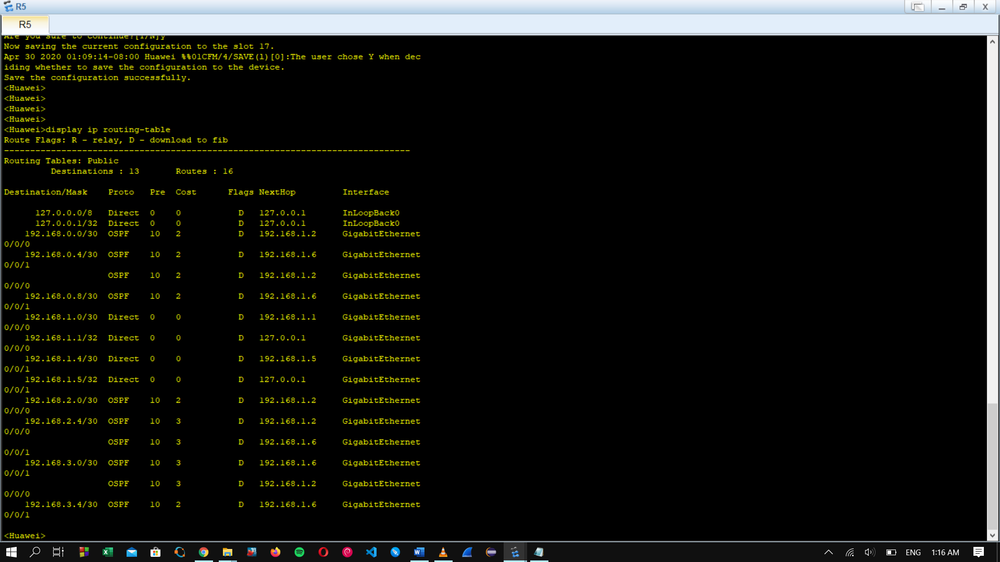 R5
R5
Are you sure to continue?[Y/N]y
Now saving the current configuration to the slot 17.
Apr 30 2020 01:09:14-08:00 Huawei %%01CFM/4/SAVE(l)[0]:The user chose Y when dec
iding whether to save the configuration to the device.
Save the configuration successfully.
<Huawei>
<Huawei>
<Huawei>
<Huawei>
<Huawei>display ip routing-table
Route Flags: R - relay, D - download to fib
------------------------------------------------------------------------------
Routing Tables: Public
         Destinations : 13       Routes : 16
Destination/Mask    Proto   Pre  Cost      Flags NextHop         Interface
      127.0.0.0/8   Direct  0    0           D   127.0.0.1       InLoopBack0
      127.0.0.1/32  Direct  0    0           D   127.0.0.1       InLoopBack0
    192.168.0.0/30  OSPF    10   2           D   192.168.1.2     GigabitEthernet
0/0/0
    192.168.0.4/30  OSPF    10   2           D   192.168.1.6     GigabitEthernet
0/0/1
                    OSPF    10   2           D   192.168.1.2     GigabitEthernet
0/0/0
    192.168.0.8/30  OSPF    10   2           D   192.168.1.6     GigabitEthernet
0/0/1
    192.168.1.0/30  Direct  0    0           D   192.168.1.1     GigabitEthernet
0/0/0
    192.168.1.1/32  Direct  0    0           D   127.0.0.1       GigabitEthernet
0/0/0
    192.168.1.4/30  Direct  0    0           D   192.168.1.5     GigabitEthernet
0/0/1
    192.168.1.5/32  Direct  0    0           D   127.0.0.1       GigabitEthernet
0/0/1
    192.168.2.0/30  OSPF    10   2           D   192.168.1.2     GigabitEthernet
0/0/0
    192.168.2.4/30  OSPF    10   3           D   192.168.1.2     GigabitEthernet
0/0/0
                    OSPF    10   3           D   192.168.1.6     GigabitEthernet
0/0/1
    192.168.3.0/30  OSPF    10   3           D   192.168.1.6     GigabitEthernet
0/0/1
                    OSPF    10   3           D   192.168.1.2     GigabitEthernet
0/0/0
    192.168.3.4/30  OSPF    10   2           D   192.168.1.6     GigabitEthernet
0/0/1
<Huawei>
ENG 1:16 AM